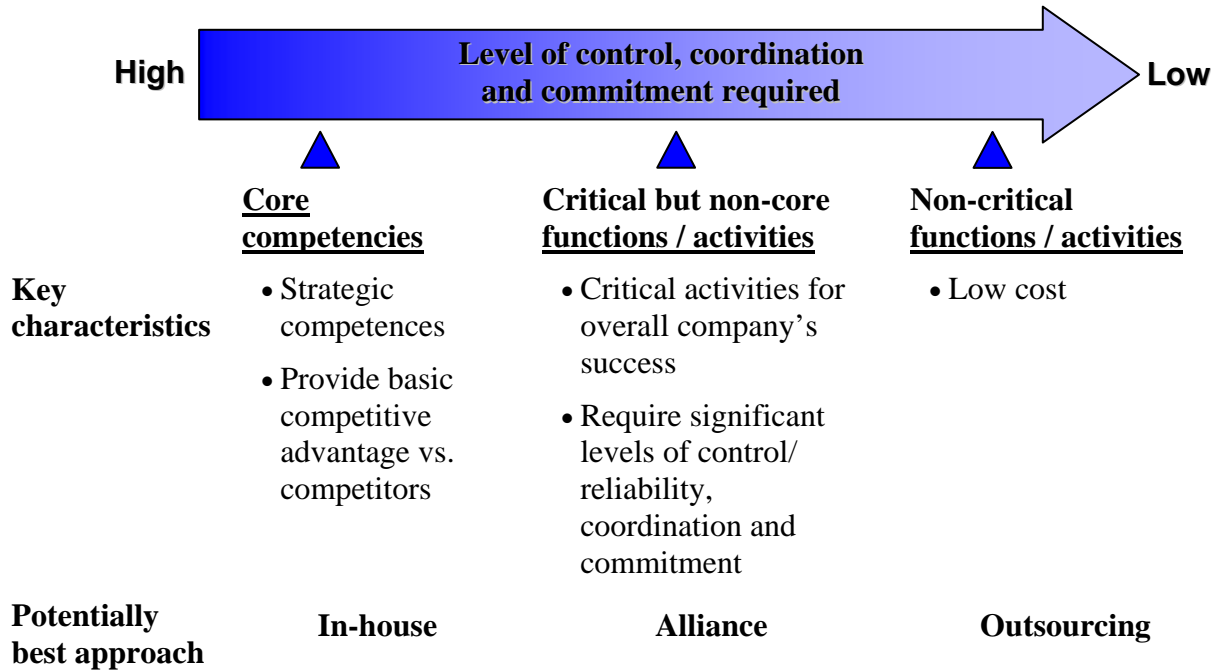 High
Level of control, coordination
and commitment required
Low
Core
competencies
Critical but non-core
functions / activities
Non-critical
functions / activities
Key
characteristics
• Strategic
competences
• Provide basic
competitive
advantage vs.
competitors
• Critical activities for
overall company’s
success
• Require significant
levels of control/
reliability,
coordination and
commitment
• Low cost
Potentially
best approach
In-house
Alliance
Outsourcing